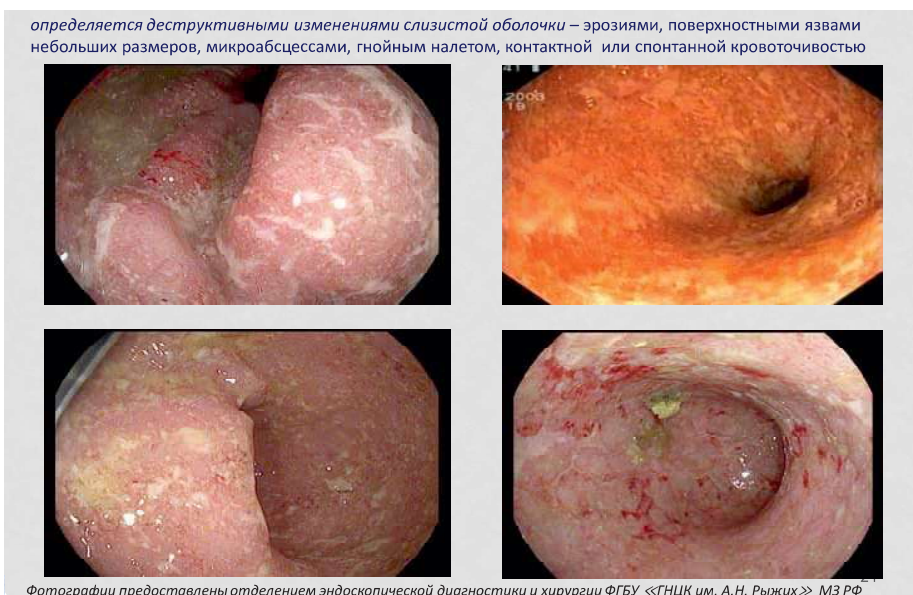 определяется деструктивными изменениями слизистой оболочки – эрозиями, поверхностными язвами
небольших размеров, микроабсцессами, гнойным налетом, контактной или спонтанной кровоточивостью
2003
19
Фотографии предоставлены отделением эндоскопической диагностики и хирургии ФГБУ «ГНЦК им. А.Н. Рыжих» МЗ РФ